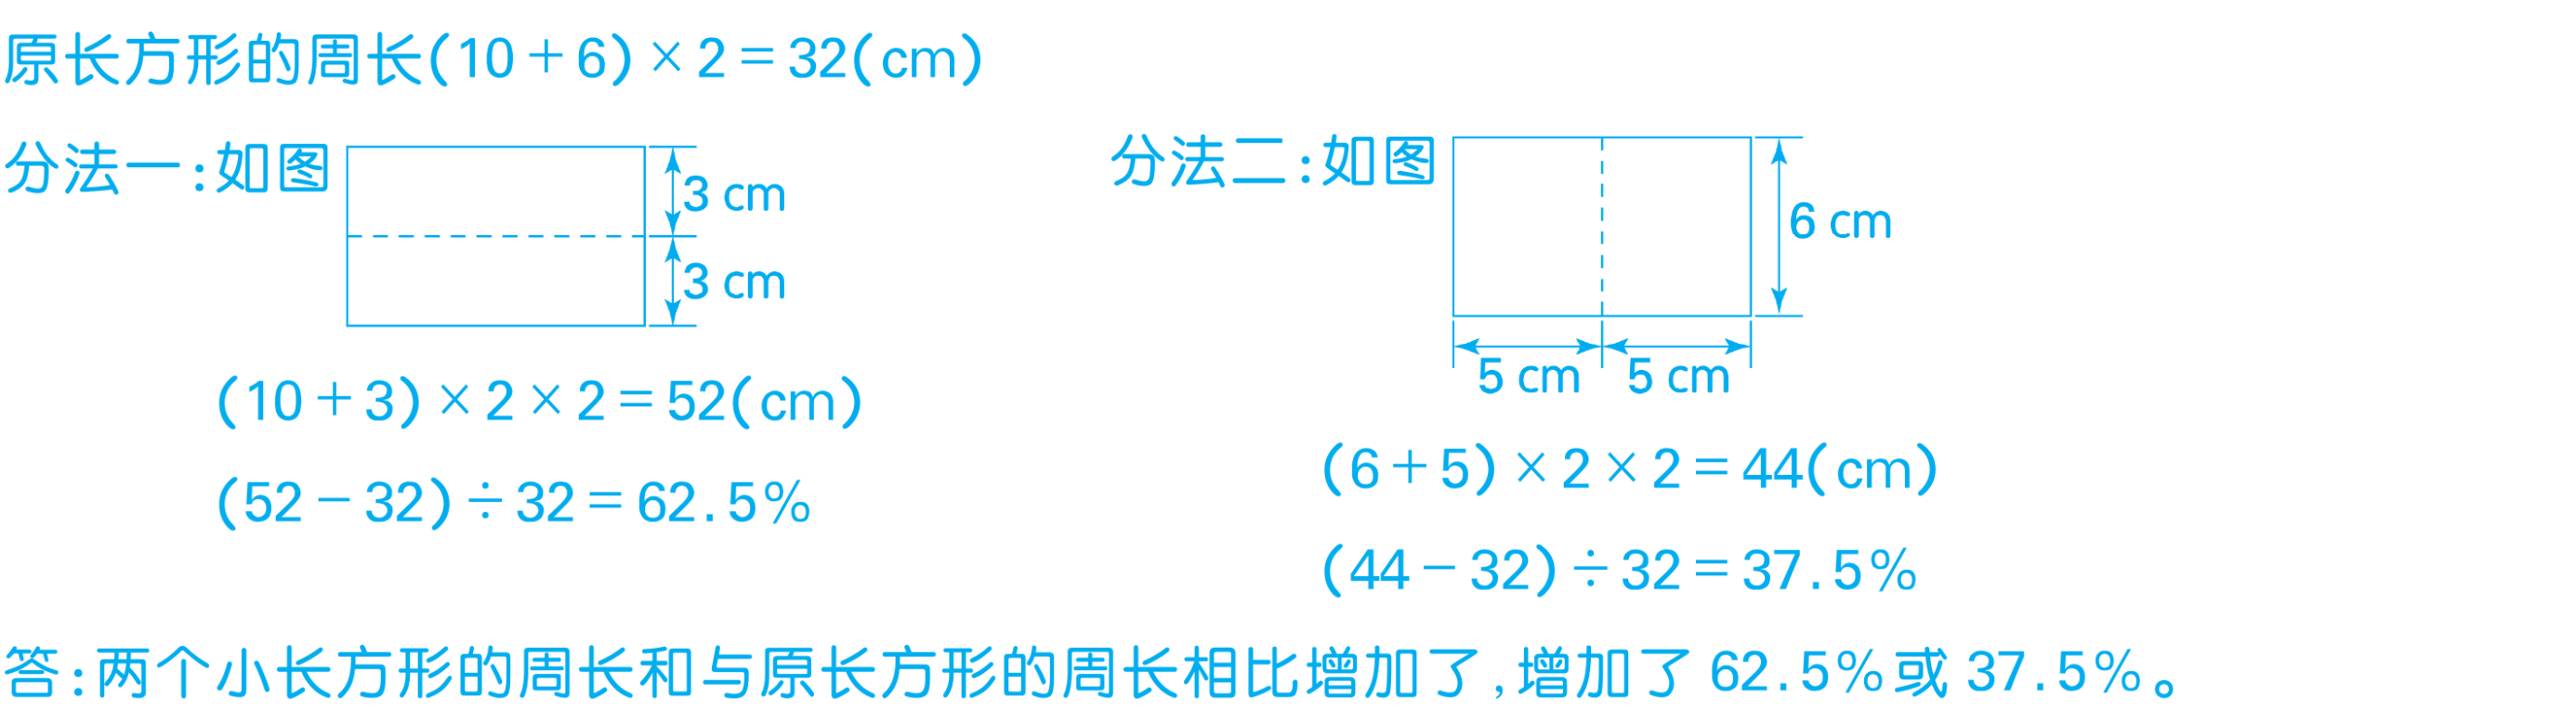 原长方形的周长(10+6)×2=32(cm)
分法一:如图
3 cm
3 cm
(10+3)×2×2=52(cm)
(52-32)÷32=62.5%
分法二:如图
6 cm
5 cm 5 cm
(6+5)×2×2=44(cm)
(44-32)÷32=37.5%
答:两个小长方形的周长和与原长方形的周长相比增加了,增加了 62.5%或 37.5%。